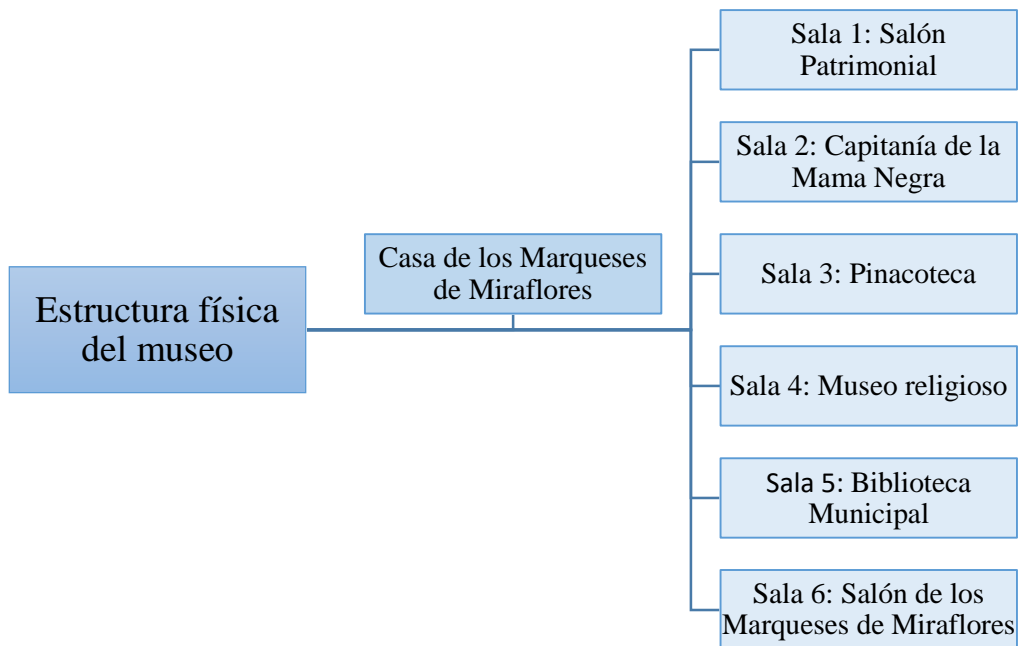 Estructura física
del museo
Casa de los Marqueses
de Miraflores
Sala 1: Salón
Patrimonial
Sala 2: Capitanía de la
Mama Negra
Sala 3: Pinacoteca
Sala 4: Museo religioso
Sala 5: Biblioteca
Municipal
Sala 6: Salón de los
Marqueses de Miraflores